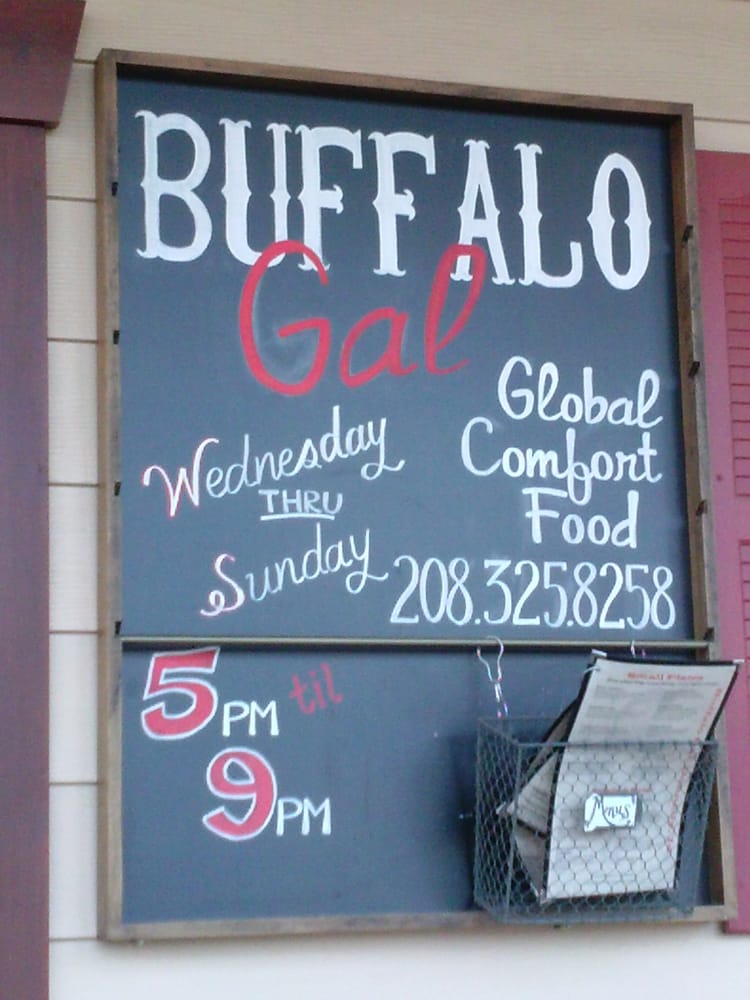 BUFFALO
Gal
Global
Comfort
Food
Wednesday
THRU
Sunday
208.325.8258
5PM til
9PM
Small Plates
Menus